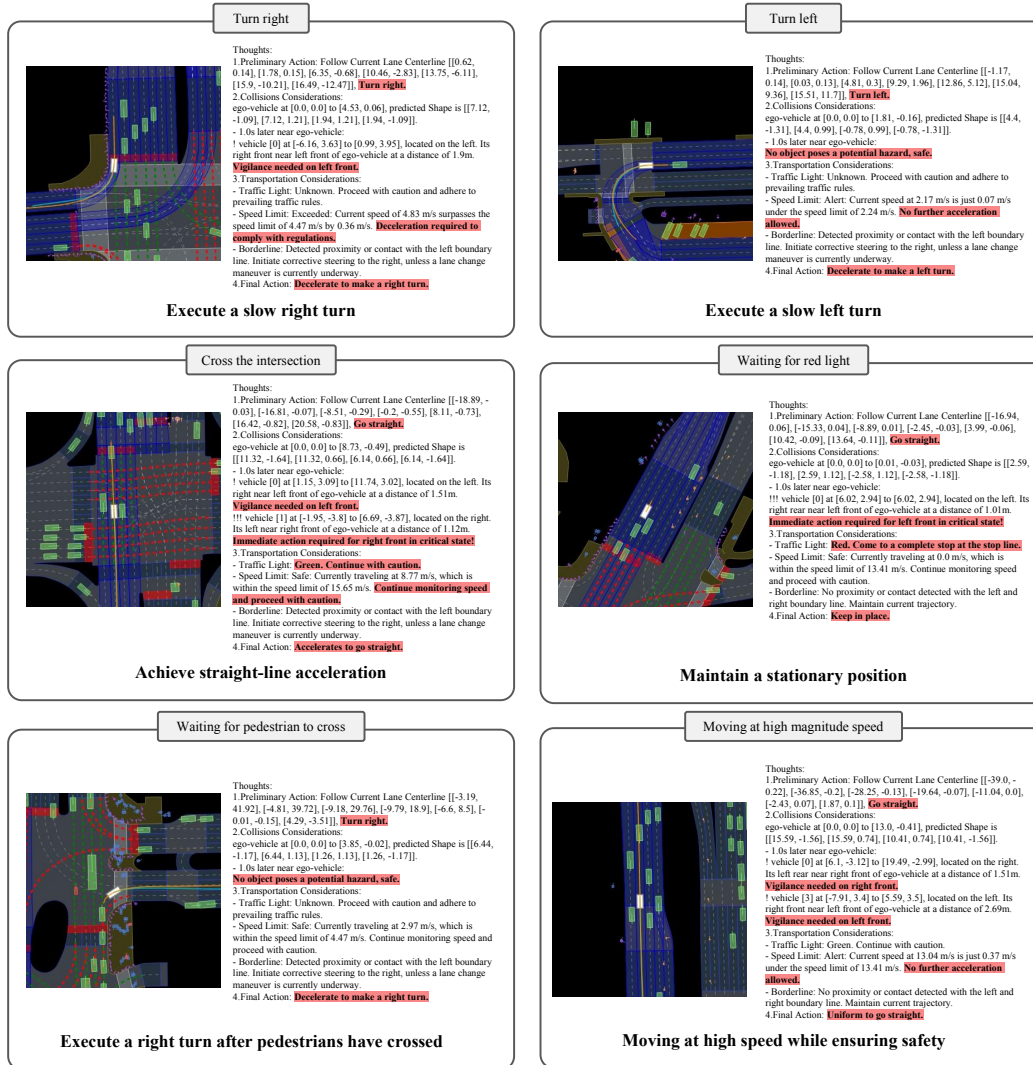 Turn right
Thoughts:
1.Preliminary Action: Follow Current Lane Centerline [[0.62,
0.14], [1.78, 0.15], [6.35, -0.68], [10.46, -2.83], [13.75, -6.11],
[15.9, -10.21], [16.49, -12.47]], Turn right.
2.Collisions Considerations:
ego-vehicle at [0.0, 0.0] to [4.53, 0.06], predicted Shape is [[7.12,
-1.09], [7.12, 1.21], [1.94, 1.21], [1.94, -1.09]].
- 1.0s later near ego-vehicle:
! vehicle [0] at [-6.16, 3.63] to [0.99, 3.95], located on the left. Its
right front near left front of ego-vehicle at a distance of 1.9m.
Vigilance needed on left front.
3.Transportation Considerations:
- Traffic Light: Unknown. Proceed with caution and adhere to
prevailing traffic rules.
- Speed Limit: Exceeded: Current speed of 4.83 m/s surpasses the
speed limit of 4.47 m/s by 0.36 m/s. Deceleration required to
comply with regulations.
- Borderline: Detected proximity or contact with the left boundary
line. Initiate corrective steering to the right, unless a lane change
maneuver is currently underway.
4.Final Action: Decelerate to make a right turn.
Execute a slow right turn
Turn left
Thoughts:
1.Preliminary Action: Follow Current Lane Centerline [[-1.17,
0.14], [0.03, 0.13], [4.81, 0.3], [9.29, 1.96], [12.86, 5.12], [15.04,
9.36], [15.51, 11.7]], Turn left.
2.Collisions Considerations:
ego-vehicle at [0.0, 0.0] to [1.81, -0.16], predicted Shape is [[4.4,
-1.31], [4.4, 0.99], [-0.78, 0.99], [-0.78, -1.31]].
- 1.0s later near ego-vehicle:
No object poses a potential hazard, safe.
3.Transportation Considerations:
- Traffic Light: Unknown. Proceed with caution and adhere to
prevailing traffic rules.
- Speed Limit: Alert: Current speed at 2.17 m/s is just 0.07 m/s
under the speed limit of 2.24 m/s. No further acceleration
allowed.
- Borderline: Detected proximity or contact with the left boundary
line. Initiate corrective steering to the right, unless a lane change
maneuver is currently underway.
4.Final Action: Decelerate to make a left turn.
Execute a slow left turn
Cross the intersection
Thoughts:
1.Preliminary Action: Follow Current Lane Centerline [[-18.89, -
0.03], [-16.81, -0.07], [-8.51, -0.29], [-0.2, -0.55], [8.11, -0.73],
[16.42, -0.82], [20.58, -0.83]], Go straight.
2.Collisions Considerations:
ego-vehicle at [0.0, 0.0] to [8.73, -0.49], predicted Shape is
[[11.32, -1.64], [11.32, 0.66], [6.14, 0.66], [6.14, -1.64]].
- 1.0s later near ego-vehicle:
! vehicle [0] at [1.15, 3.09] to [11.74, 3.02], located on the left. Its
right rear near left front of ego-vehicle at a distance of 1.51m.
Vigilance needed on left front.
!!! vehicle [1] at [-1.95, -3.8] to [6.69, -3.87], located on the right.
Its left near right front of ego-vehicle at a distance of 1.12m.
Immediate action required for right front in critical state!
3.Transportation Considerations:
- Traffic Light: Green. Continue with caution.
- Speed Limit: Safe: Currently traveling at 8.77 m/s, which is
within the speed limit of 15.65 m/s. Continue monitoring speed
and proceed with caution.
- Borderline: Detected proximity or contact with the left boundary
line. Initiate corrective steering to the right, unless a lane change
maneuver is currently underway.
4.Final Action: Accelerates to go straight.
Achieve straight-line acceleration
Waiting for red light
Thoughts:
1.Preliminary Action: Follow Current Lane Centerline [[-16.94,
0.06], [-15.33, 0.04], [-8.89, 0.01], [-2.45, -0.03], [3.99, -0.06],
[10.42, -0.09], [13.64, -0.11]], Go straight.
2.Collisions Considerations:
ego-vehicle at [0.0, 0.0] to [0.01, -0.03], predicted Shape is [[2.59,
-1.18], [2.59, 1.12], [-2.58, 1.12], [-2.58, -1.18]].
- 1.0s later near ego-vehicle:
!!! vehicle [0] at [6.02, 2.94] to [6.02, 2.94], located on the left. Its
right rear near left front of ego-vehicle at a distance of 1.01m.
Immediate action required for left front in critical state!
3.Transportation Considerations:
- Traffic Light: Red. Come to a complete stop at the stop line.
- Speed Limit: Safe: Currently traveling at 0.0 m/s, which is
within the speed limit of 13.41 m/s. Continue monitoring speed
and proceed with caution.
- Borderline: No proximity or contact detected with the left and
right boundary line. Maintain current trajectory.
4.Final Action: Keep in place.
Maintain a stationary position
Waiting for pedestrian to cross
Thoughts:
1.Preliminary Action: Follow Current Lane Centerline [[-3.19,
41.92], [-4.81, 39.72], [-9.18, 29.76], [-9.79, 18.9], [-6.6, 8.5], [-
0.01, -0.15], [4.29, -3.51]], Turn right.
2.Collisions Considerations:
ego-vehicle at [0.0, 0.0] to [3.85, -0.02], predicted Shape is [[6.44,
-1.17], [6.44, 1.13], [1.26, 1.13], [1.26, -1.17]].
- 1.0s later near ego-vehicle:
No object poses a potential hazard, safe.
3.Transportation Considerations:
- Traffic Light: Unknown. Proceed with caution and adhere to
prevailing traffic rules.
- Speed Limit: Safe: Currently traveling at 2.97 m/s, which is
within the speed limit of 4.47 m/s. Continue monitoring speed and
proceed with caution.
- Borderline: Detected proximity or contact with the left boundary
line. Initiate corrective steering to the right, unless a lane change
maneuver is currently underway.
4.Final Action: Decelerate to make a right turn.
Execute a right turn after pedestrians have crossed
Moving at high magnitude speed
Thoughts:
1.Preliminary Action: Follow Current Lane Centerline [[-39.0, -
0.22], [-36.85, -0.2], [-28.25, -0.13], [-19.64, -0.07], [-11.04, 0.0],
[-2.43, 0.07], [1.87, 0.1]], Go straight.
2.Collisions Considerations:
ego-vehicle at [0.0, 0.0] to [13.0, -0.41], predicted Shape is
[[15.59, -1.56], [15.59, 0.74], [10.41, 0.74], [10.41, -1.56]].
- 1.0s later near ego-vehicle:
! vehicle [0] at [6.1, -3.12] to [19.49, -2.99], located on the right.
Its left rear near right front of ego-vehicle at a distance of 1.51m.
Vigilance needed on right front.
! vehicle [3] at [-7.91, 3.4] to [5.59, 3.5], located on the left. Its
right front near left front of ego-vehicle at a distance of 2.69m.
Vigilance needed on left front.
3.Transportation Considerations:
- Traffic Light: Green. Continue with caution.
- Speed Limit: Alert: Current speed at 13.04 m/s is just 0.37 m/s
under the speed limit of 13.41 m/s. No further acceleration
allowed.
- Borderline: No proximity or contact detected with the left and
right boundary line. Maintain current trajectory.
4.Final Action: Uniform to go straight.
Moving at high speed while ensuring safety